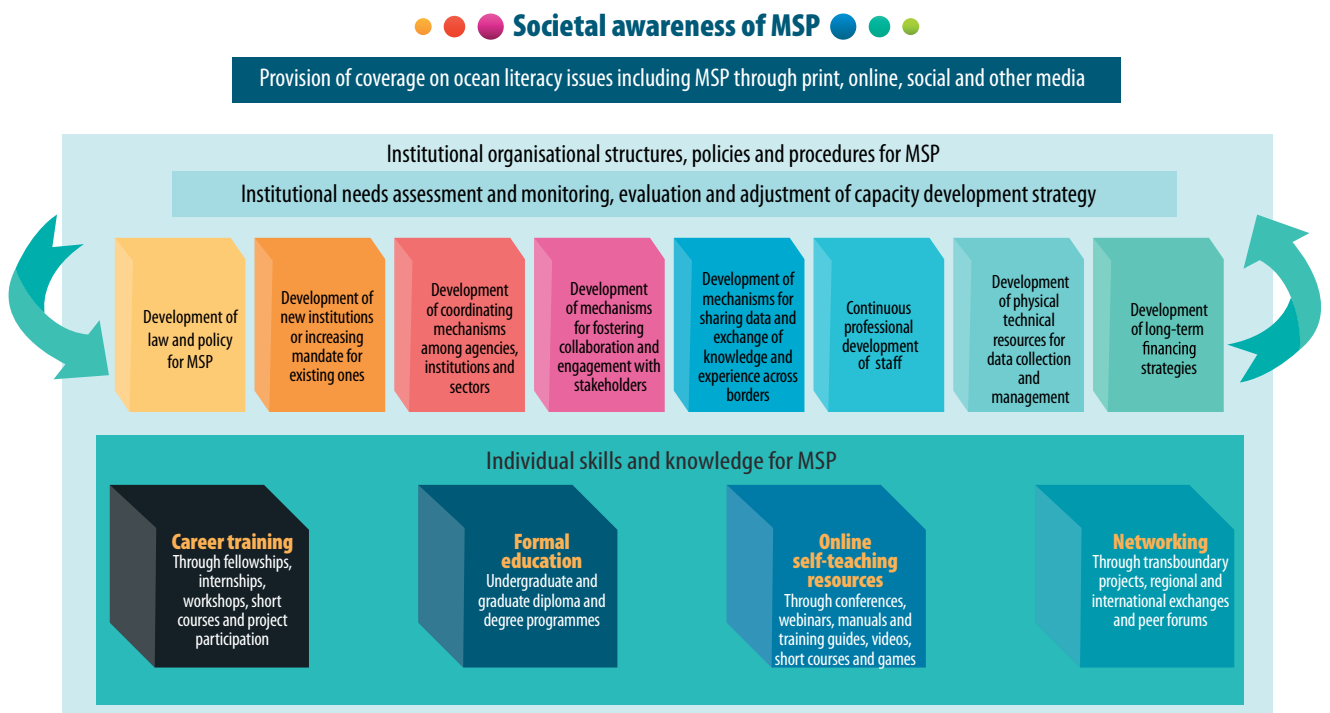 Societal awareness of MSP
Provision of coverage on ocean literacy issues including MSP through print, online, social and other media
Institutional organisational structures, policies and procedures for MSP
Institutional needs assessment and monitoring, evaluation and adjustment of capacity development strategy
Development of
law and policy
for MSP
Development of
new institutions
or increasing
mandate for
existing ones
Development
of coordinating
mechanisms
among agencies,
institutions and
sectors
Development
of mechanisms
for fostering
collaboration and
engagement with
stakeholders
Development of
mechanisms for
sharing data and
exchange of
knowledge and
experience across
borders
Continuous
professional
development
of staff
Development
of physical
technical
resources for
data collection
and
management
Development
of long-term
financing
strategies
Individual skills and knowledge for MSP
Career training
Through fellowships,
internships,
workshops, short
courses and project
participation
Formal
education
Undergraduate and
graduate diploma and
degree programmes
Online
self-teaching
resources
Through conferences,
webinars, manuals and
training guides, videos,
short courses and games
Networking
Through transboundary
projects, regional and
international exchanges
and peer forums